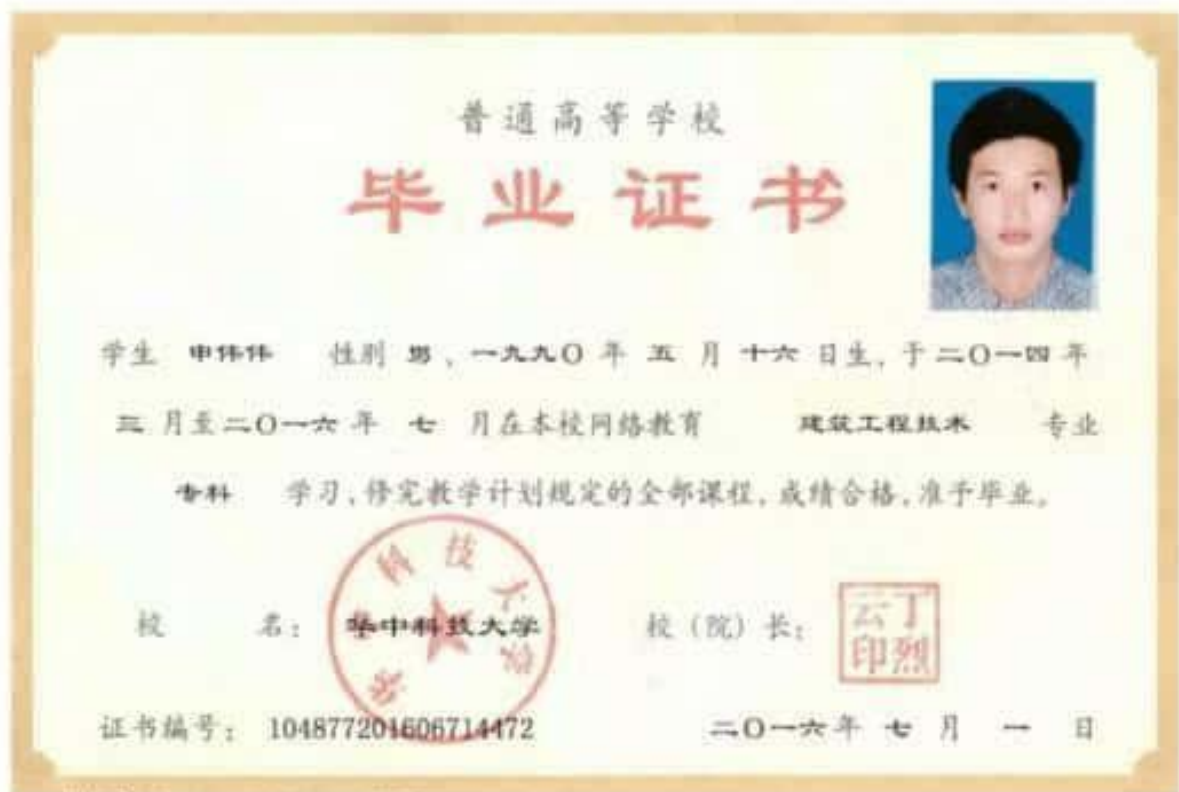 普通高等学校
毕业证书
学生 申伟伟 性别 男，一九九〇年 五 月 十六 日生，于二〇一四年
三 月至二〇一六年 七 月在本校网络教育 建筑工程技术 专业
专科 学习，修完教学计划规定的全部课程，成绩合格，准予毕业。
校 名： 华中科技大学 校（院）长： 丁烈云印
证书编号： 104877201606714472 二〇一六年 七 月 一 日